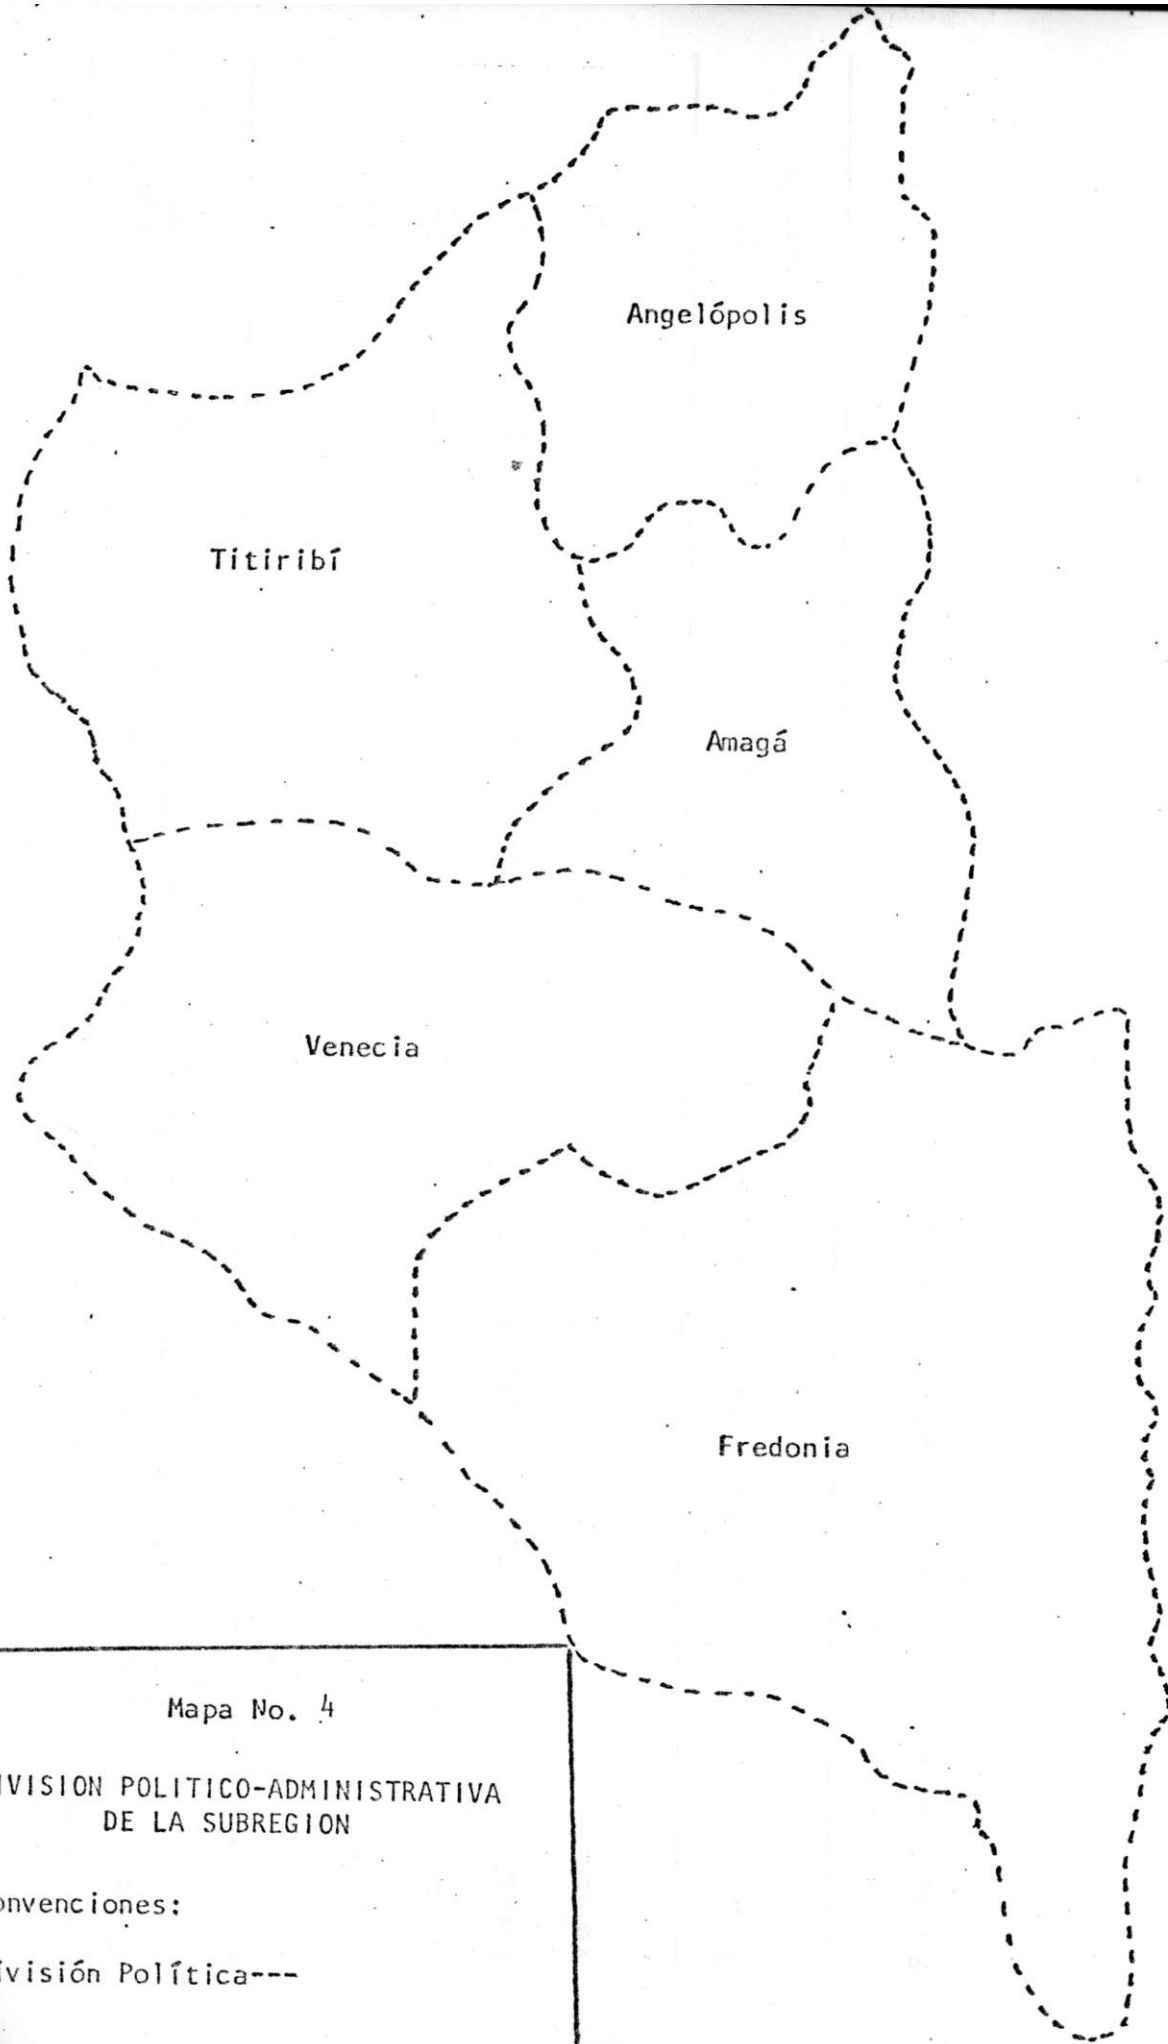 Angelópolis
Titiribí
Amagá
Venecia
Fredonia
Mapa No. 4
IVISION POLITICO-ADMINISTRATIVA
DE LA SUBREGION
onvenciones:
ivisión Política---